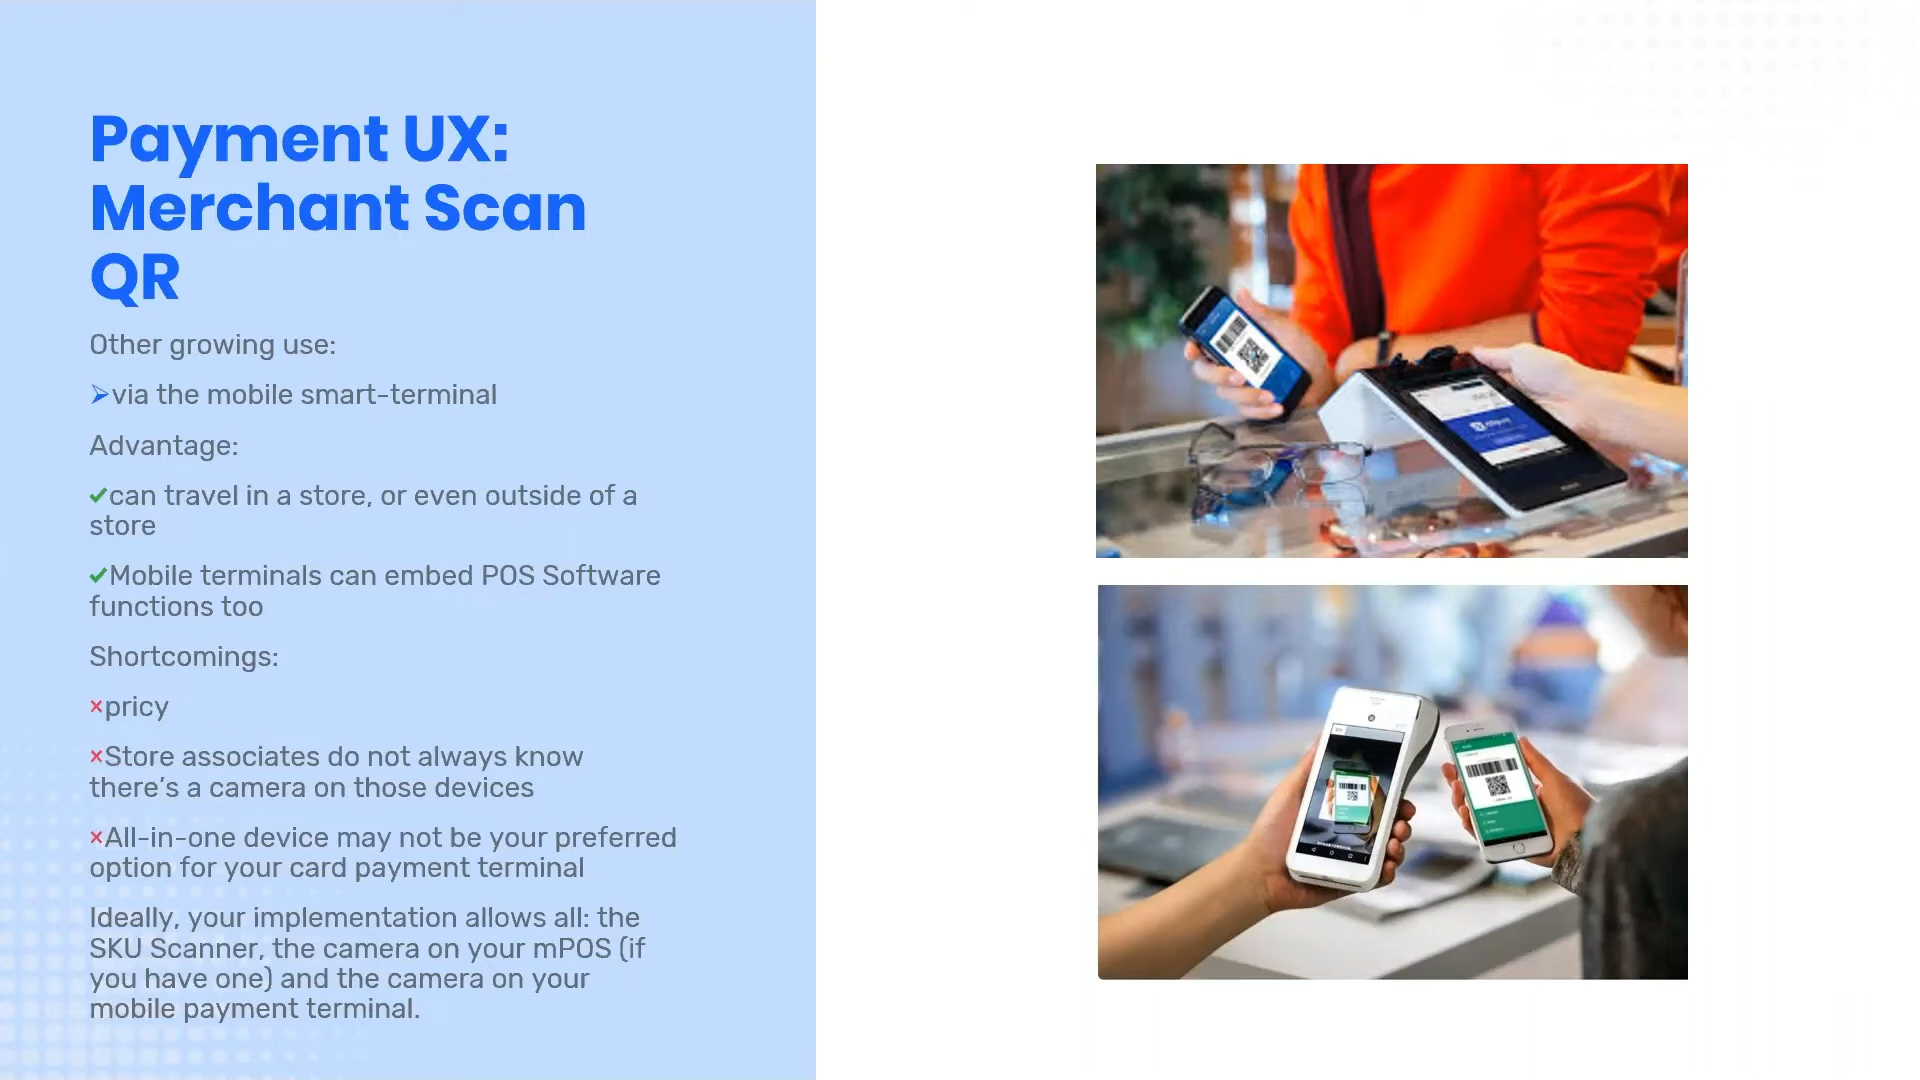 Payment UX:
Merchant Scan
QR
Other growing use:
➢via the mobile smart-terminal
Advantage:
✓can travel in a store, or even outside of a
store
✓Mobile terminals can embed POS Software
functions too
Shortcomings:
×pricy
×Store associates do not always know
there's a camera on those devices
×All-in-one device may not be your preferred
option for your card payment terminal
Ideally, your implementation allows all: the
SKU Scanner, the camera on your mPOS (if
you have one) and the camera on your
mobile payment terminal.